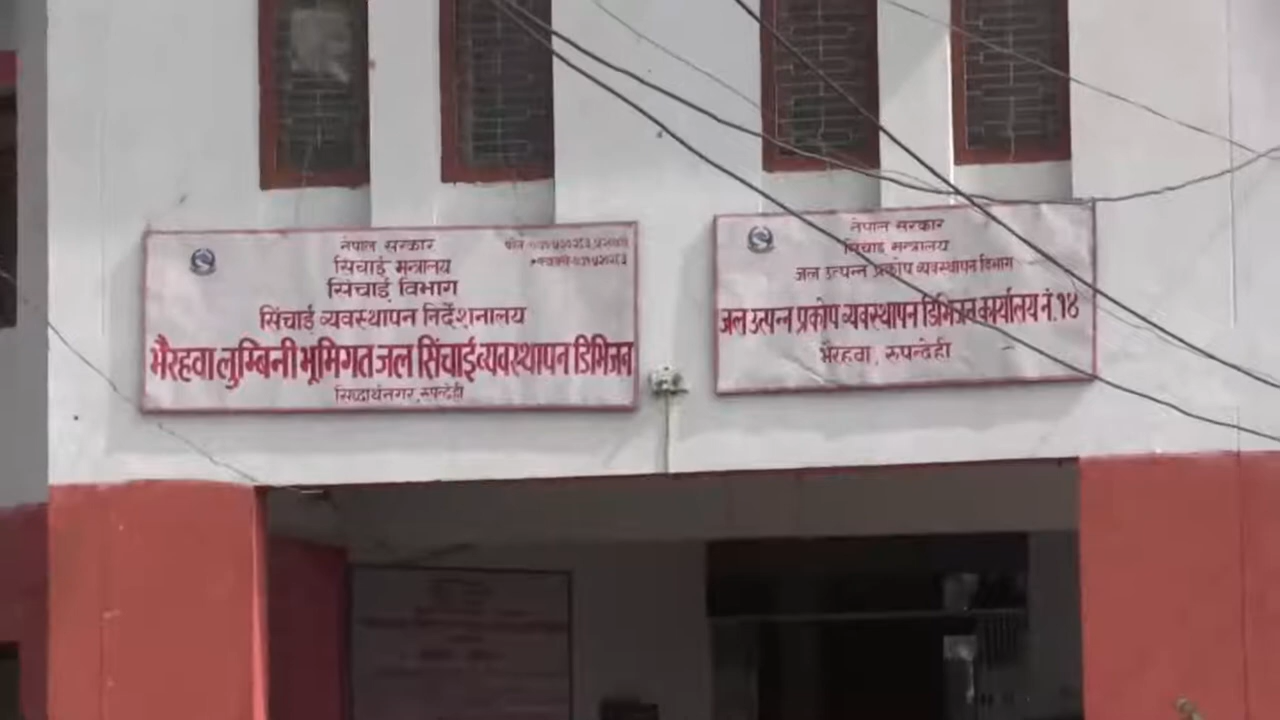 नेपाल सरकार
सिंचाई मन्त्रालय
सिंचाई विभाग
सिंचाई व्यवस्थापन निर्देशनालय
भैरहवा लुम्बिनी भूमिगत जल सिंचाई व्यवस्थापन डिभिजन
सिध्दार्थनगर, रुपन्देही
नेपाल सरकार
सिंचाई मन्त्रालय
जल उत्पन्न प्रकोप व्यवस्थापन विभाग
जल उत्पन्न प्रकोप व्यवस्थापन डिभिजन कार्यालय नं. १४
भैरहवा, रुपन्देही